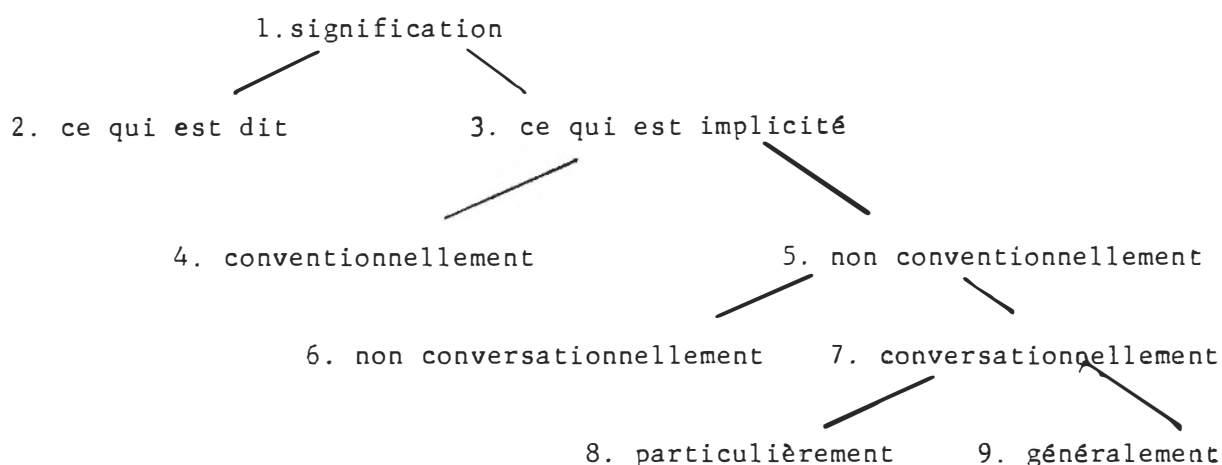 1.signification
2. ce qui est dit 3. ce qui est implicité
4. conventionnellement 5. non conventionnellement
6. non conversationnellement 7. conversationnellement
8. particulièrement 9. généralement